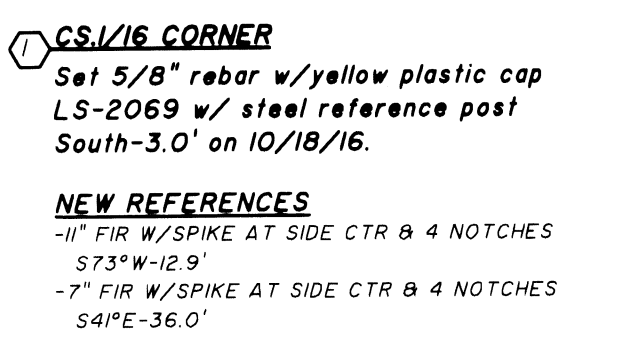 1 CS.1/16 CORNER
Set 5/8" rebar w/yellow plastic cap
LS-2069 w/ steel reference post
South-3.0' on 10/18/16.
NEW REFERENCES
-11" FIR W/SPIKE AT SIDE CTR & 4 NOTCHES
S73°W-12.9'
-7" FIR W/SPIKE AT SIDE CTR & 4 NOTCHES
S41°E-36.0'